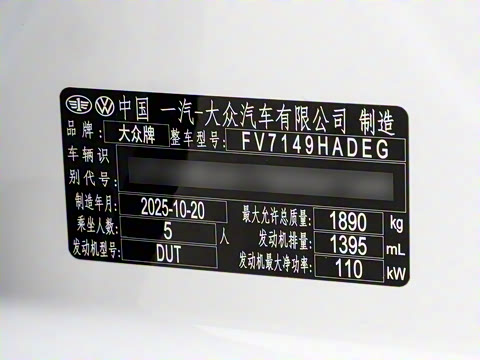 中国 一汽-大众汽车有限公司 制造
品牌: 大众牌 整车型号: FV7149HADEG
车辆识
别代号:
制造年月: 2025-10-20 最大允许总质量: 1890 kg
乘坐人数: 5 人 发动机排量: 1395 mL
发动机型号: DUT 发动机最大净功率: 110 kW